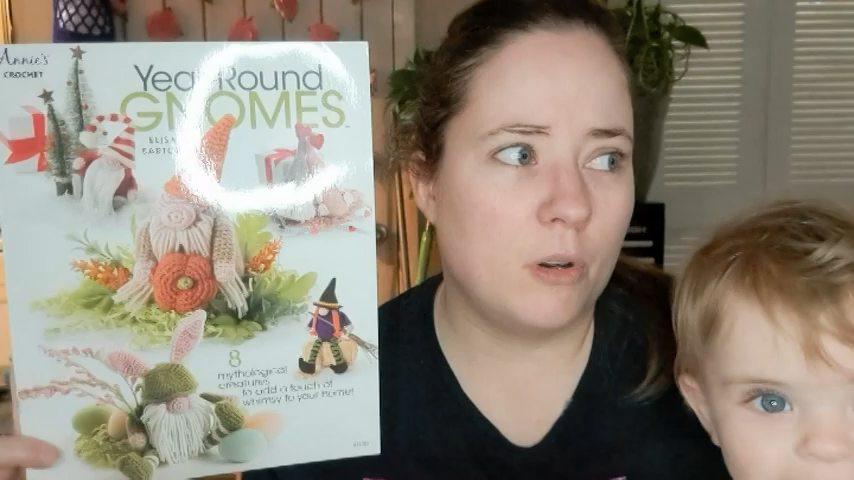 Annie's
CROCHET
Year-Round
GNOMES
8
mythological
creatures
to add a touch of
whimsy to your home!